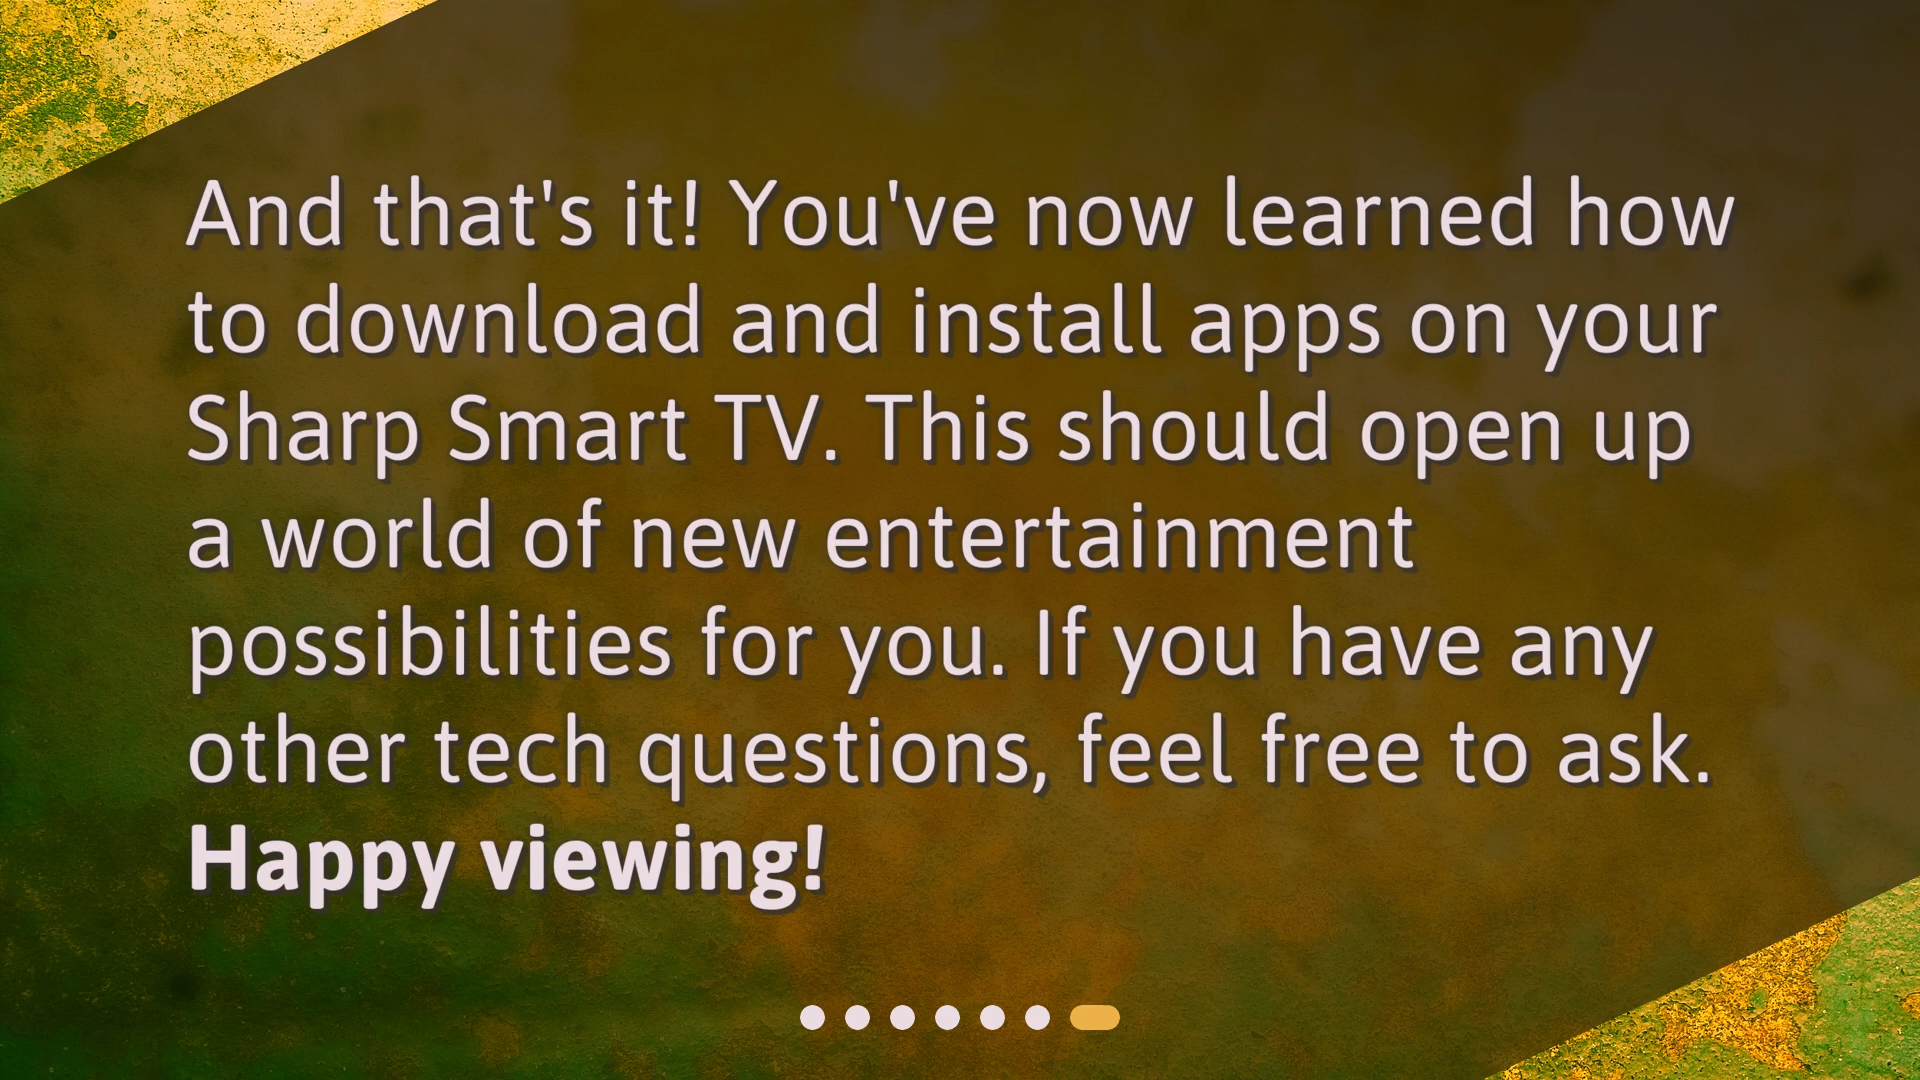 And that's it! You've now learned how
to download and install apps on your
Sharp Smart TV. This should open up
a world of new entertainment
possibilities for you. If you have any
other tech questions, feel free to ask.
Happy viewing!